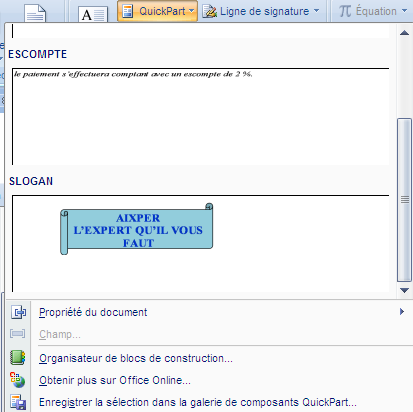 QuickPart
Ligne de signature
Équation
ESCOMPTE
le paiement s'effectuera comptant avec un escompte de 2 %.
SLOGAN
AIXPER
L'EXPERT QU'IL VOUS
FAUT
Propriété du document
Champ...
Organisateur de blocs de construction...
Obtenir plus sur Office Online...
Enregistrer la sélection dans la galerie de composants QuickPart...